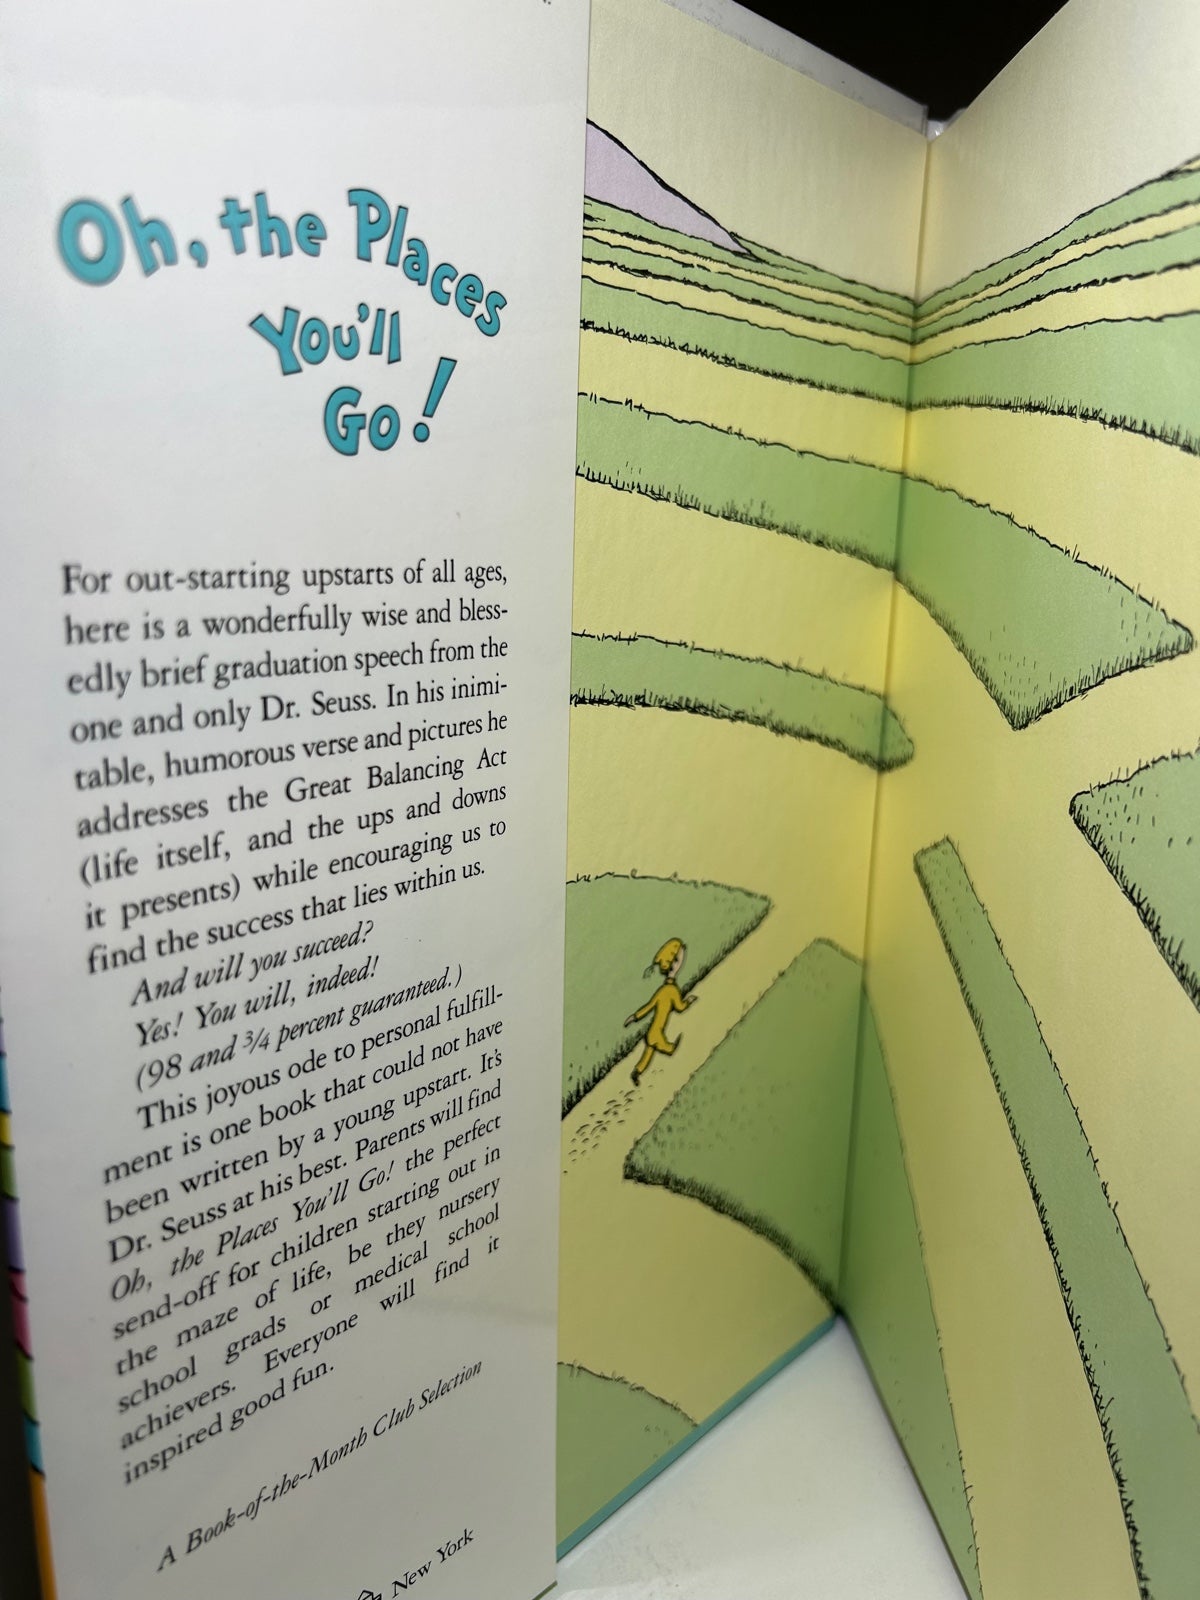 Oh, the Places
You'll
Go!
For out-starting upstarts of all ages,
here is a wonderfully wise and bless-
edly brief graduation speech from the
one and only Dr. Seuss. In his inimi-
table, humorous verse and pictures he
addresses the Great Balancing Act
(life itself, and the ups and downs
it presents) while encouraging us to
find the success that lies within us.
And will you succeed?
Yes! You will, indeed!
(98 and ¾ percent guaranteed.)
This joyous ode to personal fulfill-
ment is one book that could not have
been written by a young upstart. It's
Dr. Seuss at his best. Parents will find
Oh, the Places You'll Go! the perfect
send-off for children starting out in
the maze of life, be they nursery
school grads or medical school
achievers. Everyone will find it
inspired good fun.
A Book-of-the-Month Club Selection
New York